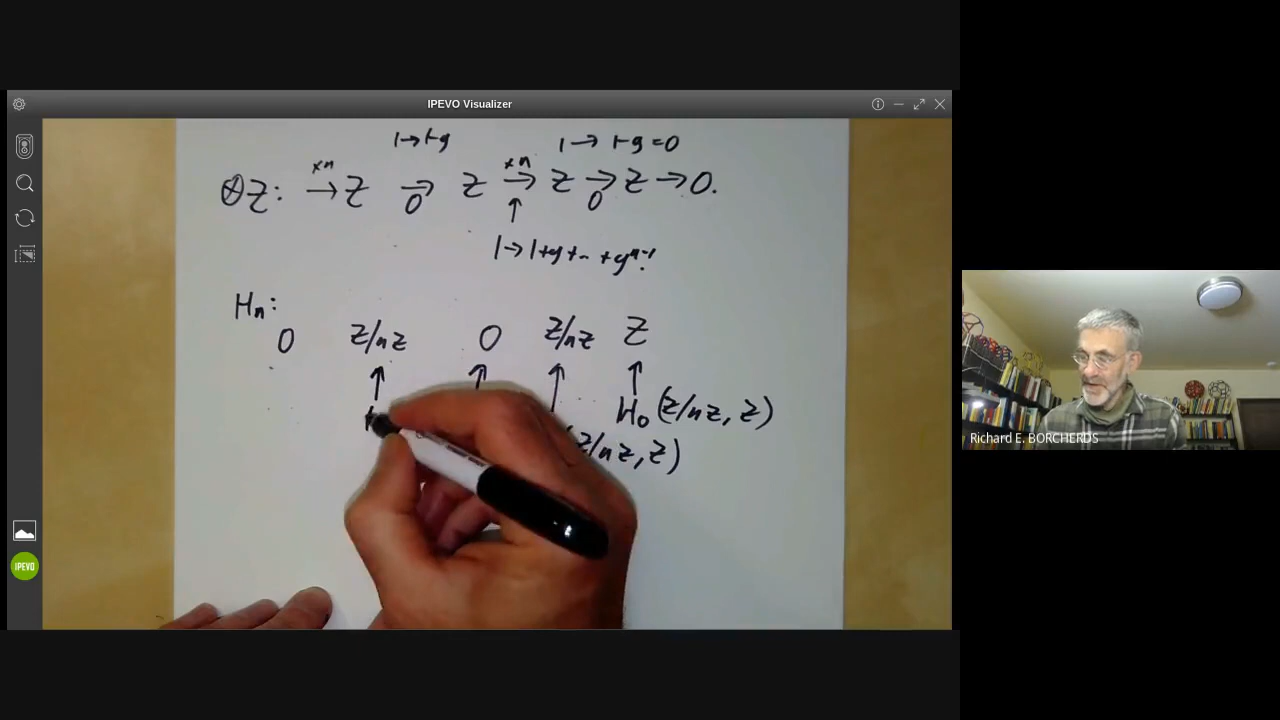 IPEVO Visualizer
1→1-g 1→1-g=0
⊗Z: →×n Z →0 Z →×n Z →0 Z → 0.
↑
1→1+g+..+gⁿ⁻¹.
Hn:
0 Z/nZ 0 Z/nZ Z
↑ ↑ ↑ ↑
H₀(Z/nZ, Z)
(Z/nZ, Z)
Richard E. BORCHERDS
IPEVO